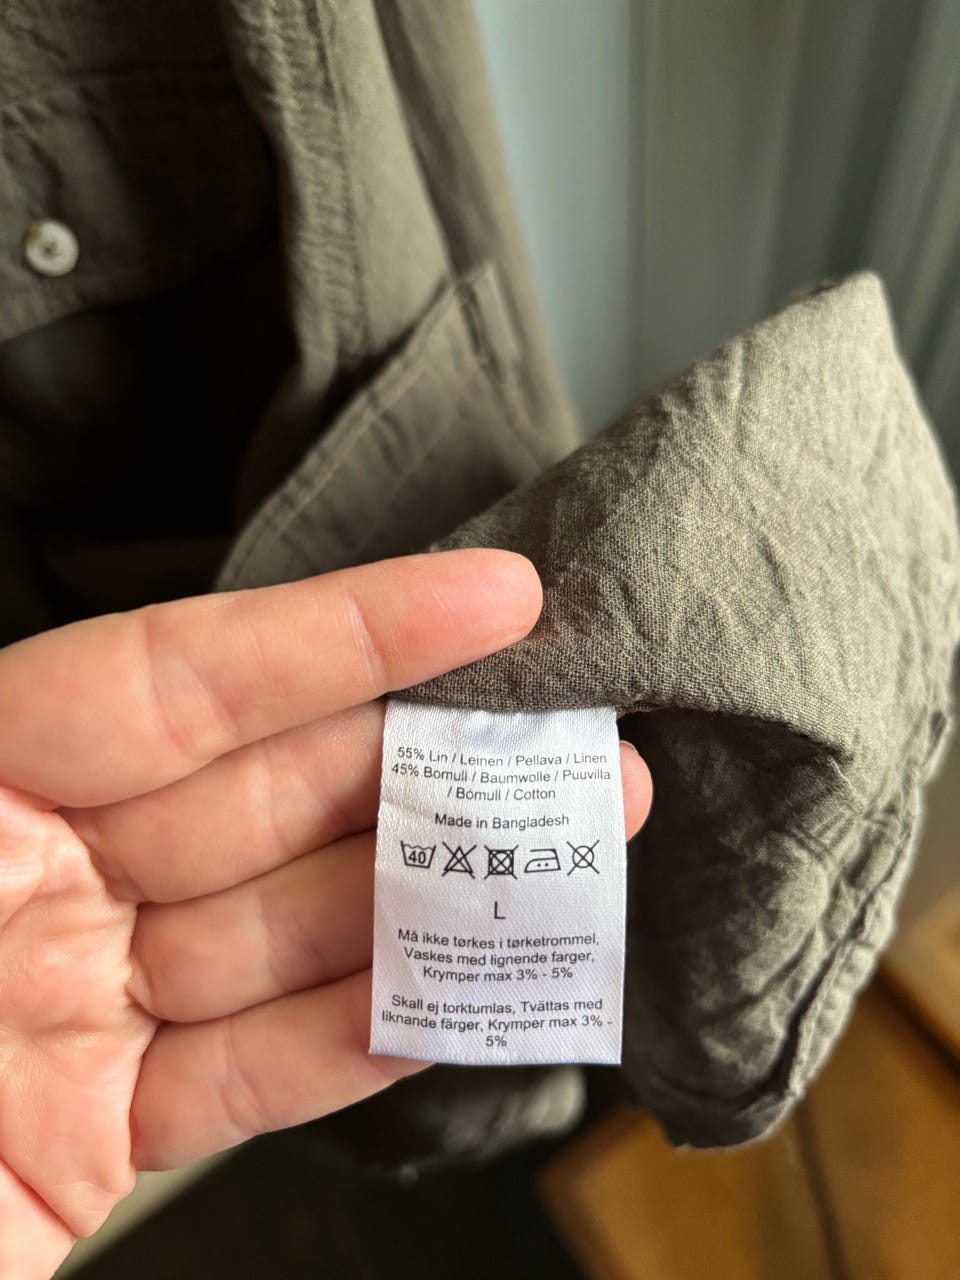 55% Lin / Leinen / Pellava / Linen
45% Bomull / Baumwolle / Puuvilla
/ Bómull / Cotton
Made in Bangladesh
40
L
Må ikke tørkes i tørketrommel,
Vaskes med lignende farger,
Krymper max 3% - 5%
Skall ej torktumlas, Tvättas med
liknande färger, Krymper max 3% -
5%